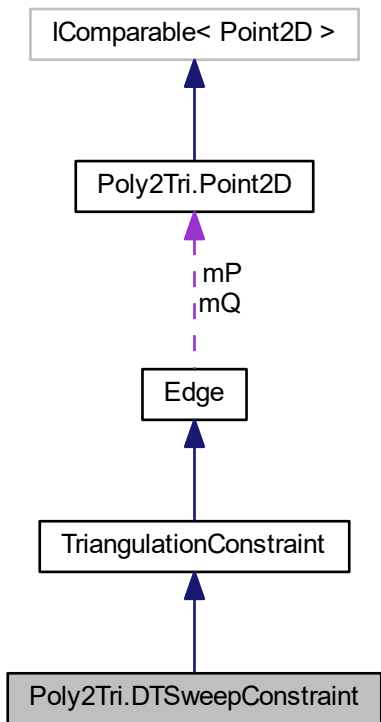 IComparable< Point2D >
Poly2Tri.Point2D
mP
mQ
Edge
TriangulationConstraint
Poly2Tri.DTSweepConstraint